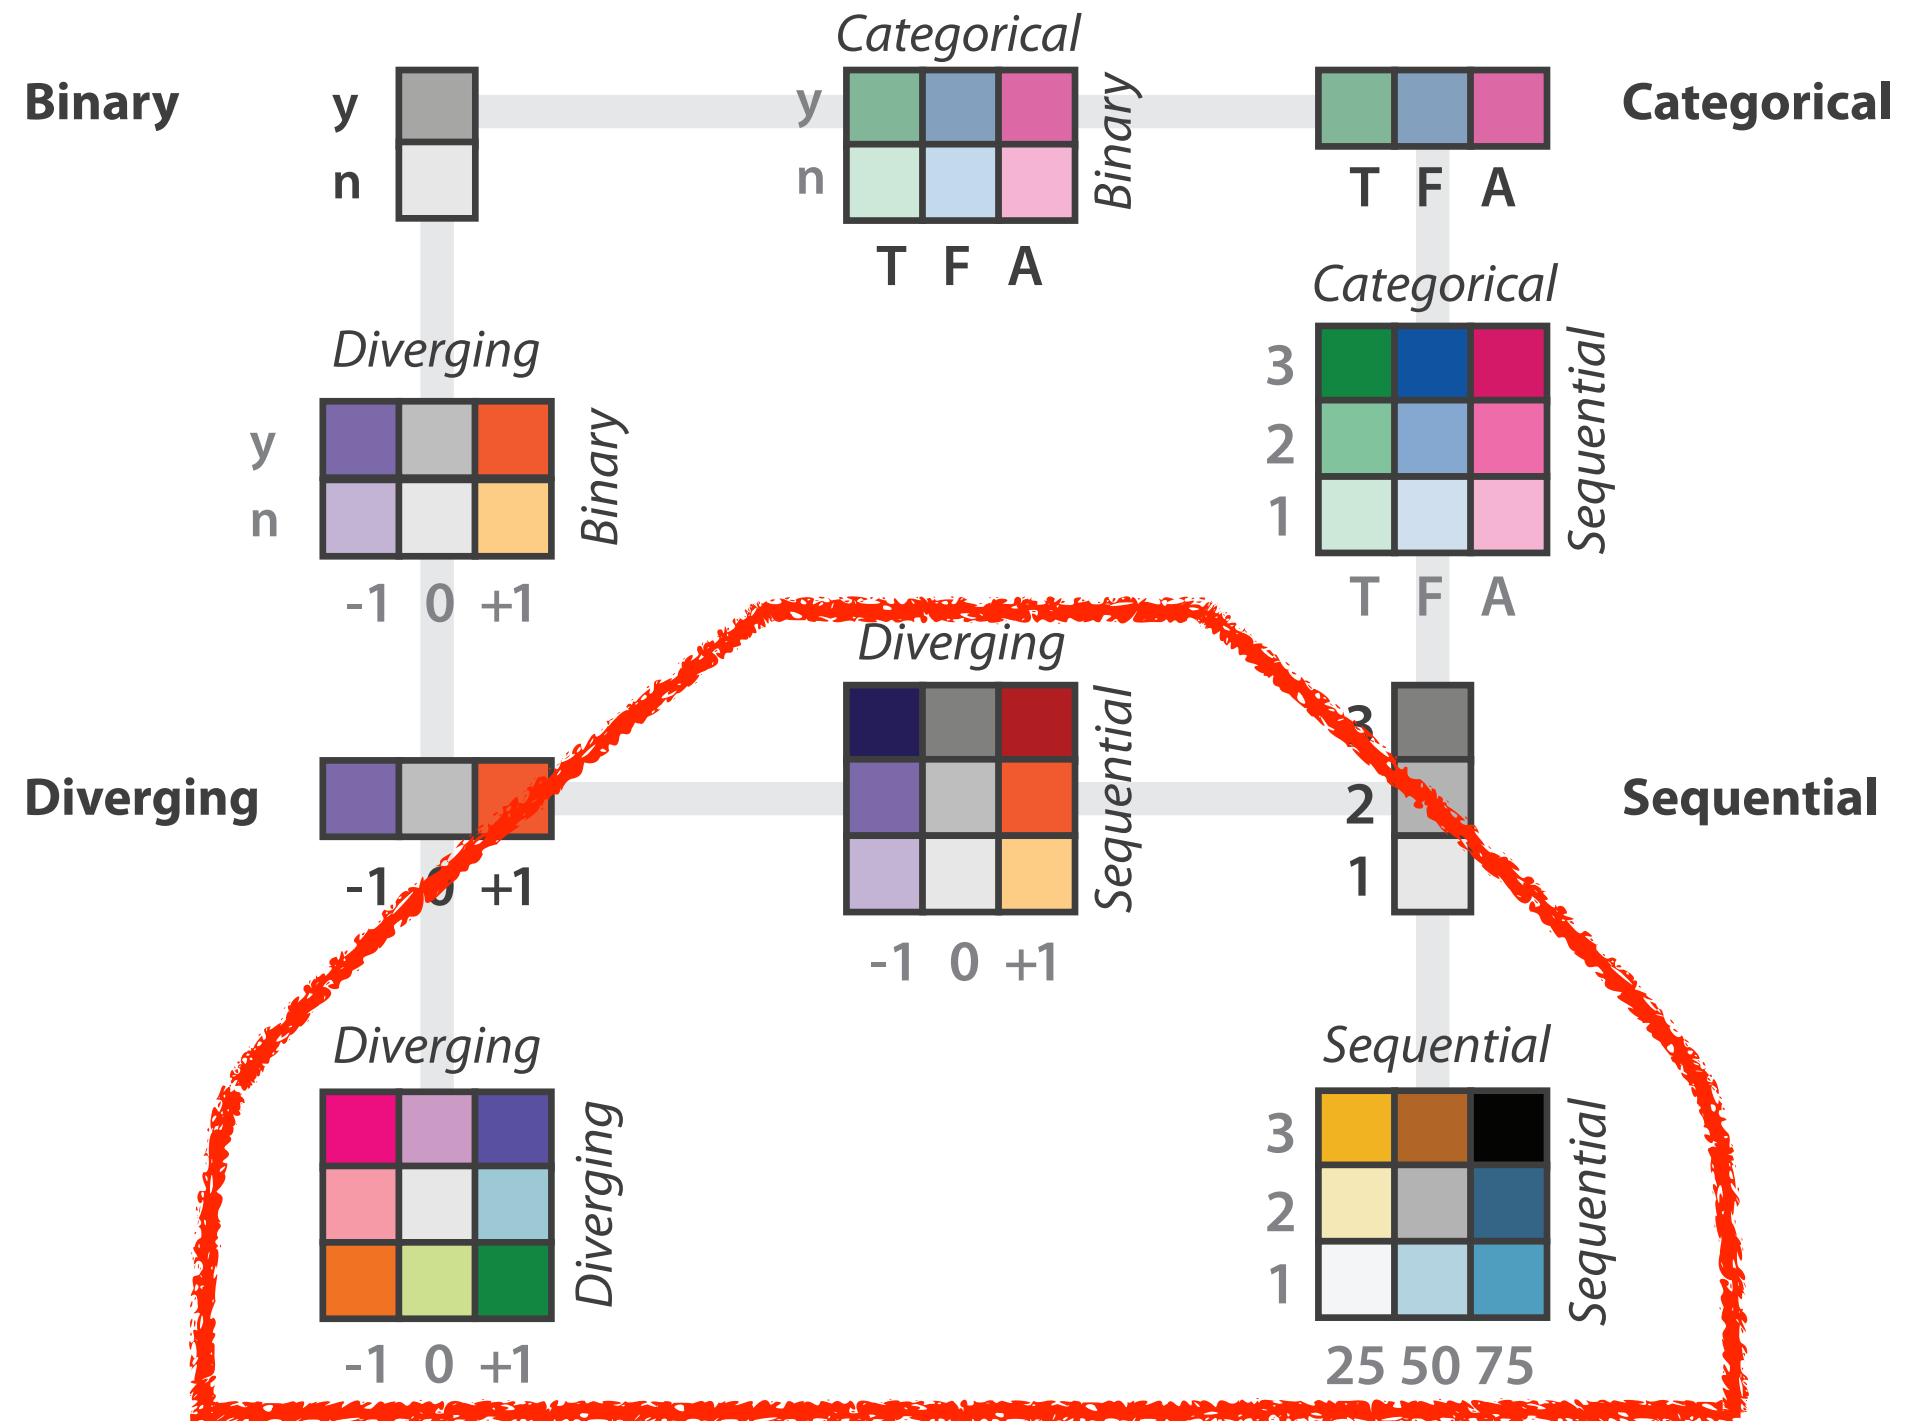 Categorical
Binary
y
n
y
n
Binary
T F A
Categorical
T F A
Diverging
y
n
Binary
-1 0 +1
Categorical
3
2
1
Sequential
T F A
Diverging
-1 0 +1
Diverging
Sequential
-1 0 +1
3
2
1
Sequential
Diverging
Diverging
-1 0 +1
Sequential
3
2
1
Sequential
25 50 75